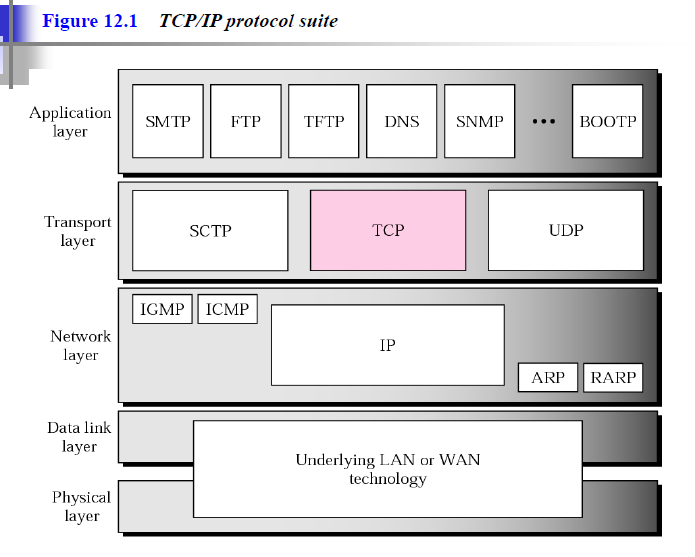 Figure 12.1 TCP/IP protocol suite
Application
layer
SMTP FTP TFTP DNS SNMP ... BOOTP
Transport
layer
SCTP TCP UDP
Network
layer
IGMP ICMP
IP
ARP RARP
Data link
layer
Underlying LAN or WAN
technology
Physical
layer